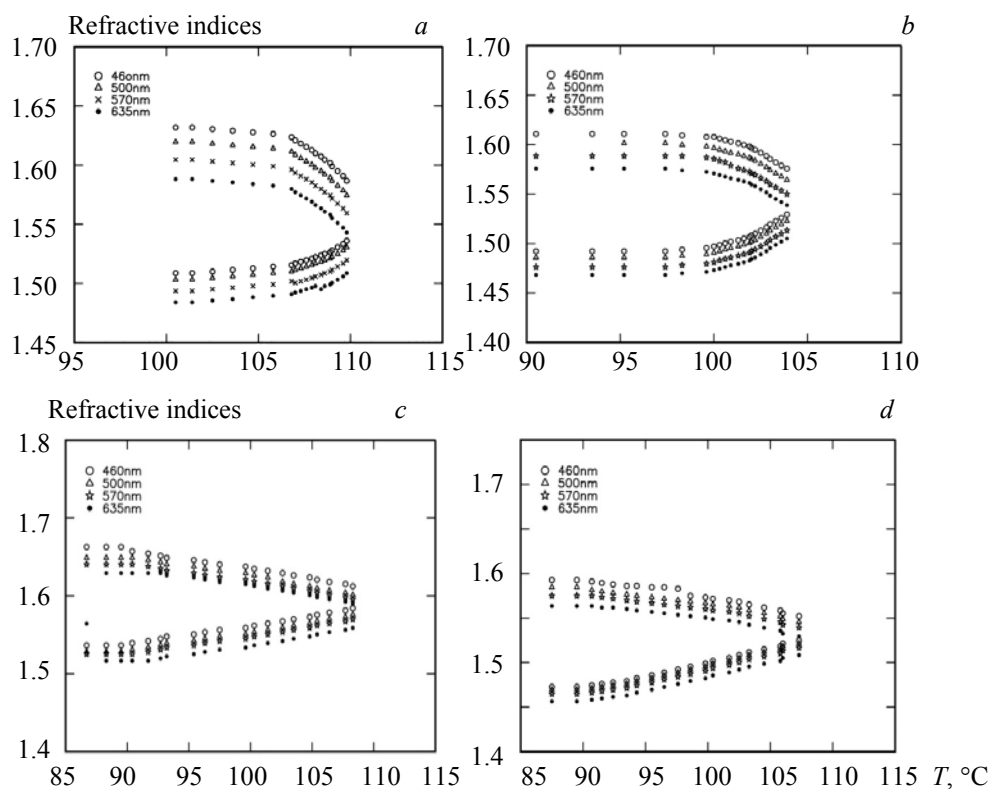 Refractive indices a b
1.70
1.65
1.60
1.55
1.50
1.45
46onm
500nm
570nm
635nm
95 100 105 110 115
1.70
1.65
1.60
1.55
1.50
1.45
1.40
460nm
500nm
570nm
635nm
90 95 100 105 110
Refractive indices c d
1.8
1.7
1.6
1.5
1.4
460nm
500nm
570nm
635nm
85 90 95 100 105 110 115
1.7
1.6
1.5
1.4
460nm
500nm
570nm
635nm
85 90 95 100 105 110 115 T, °C